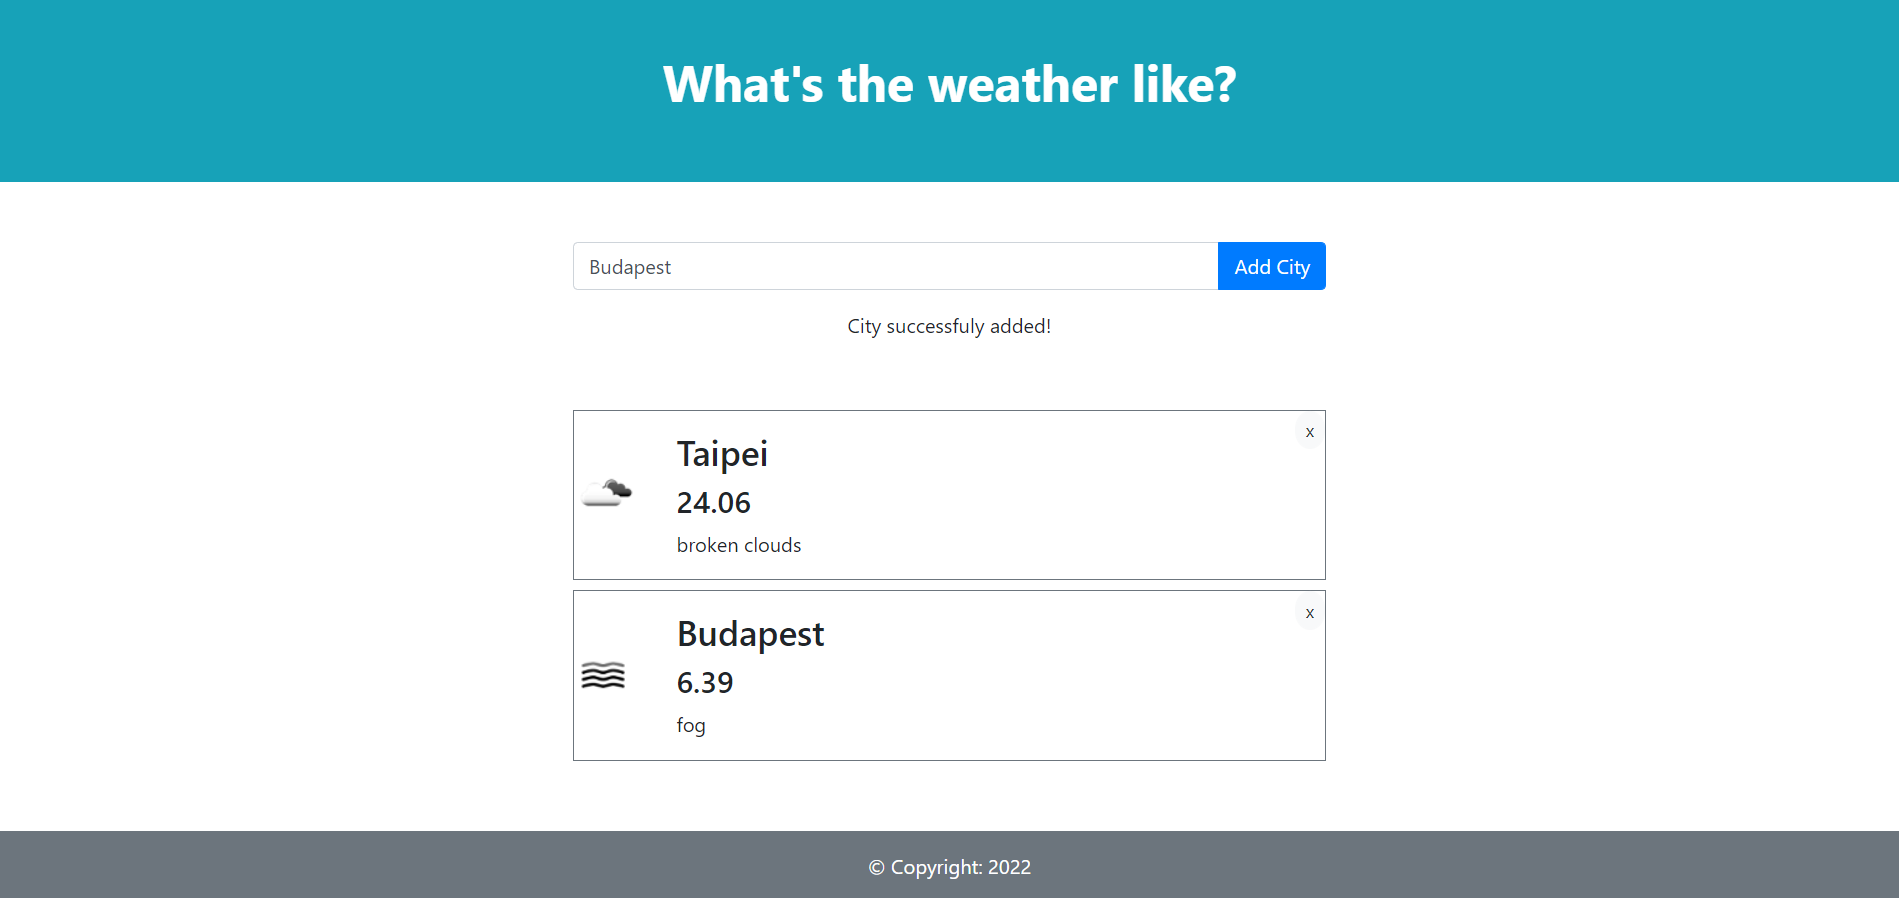 What's the weather like?
Budapest
Add City
City successfuly added!
x
Taipei
24.06
broken clouds
x
Budapest
6.39
fog
© Copyright: 2022